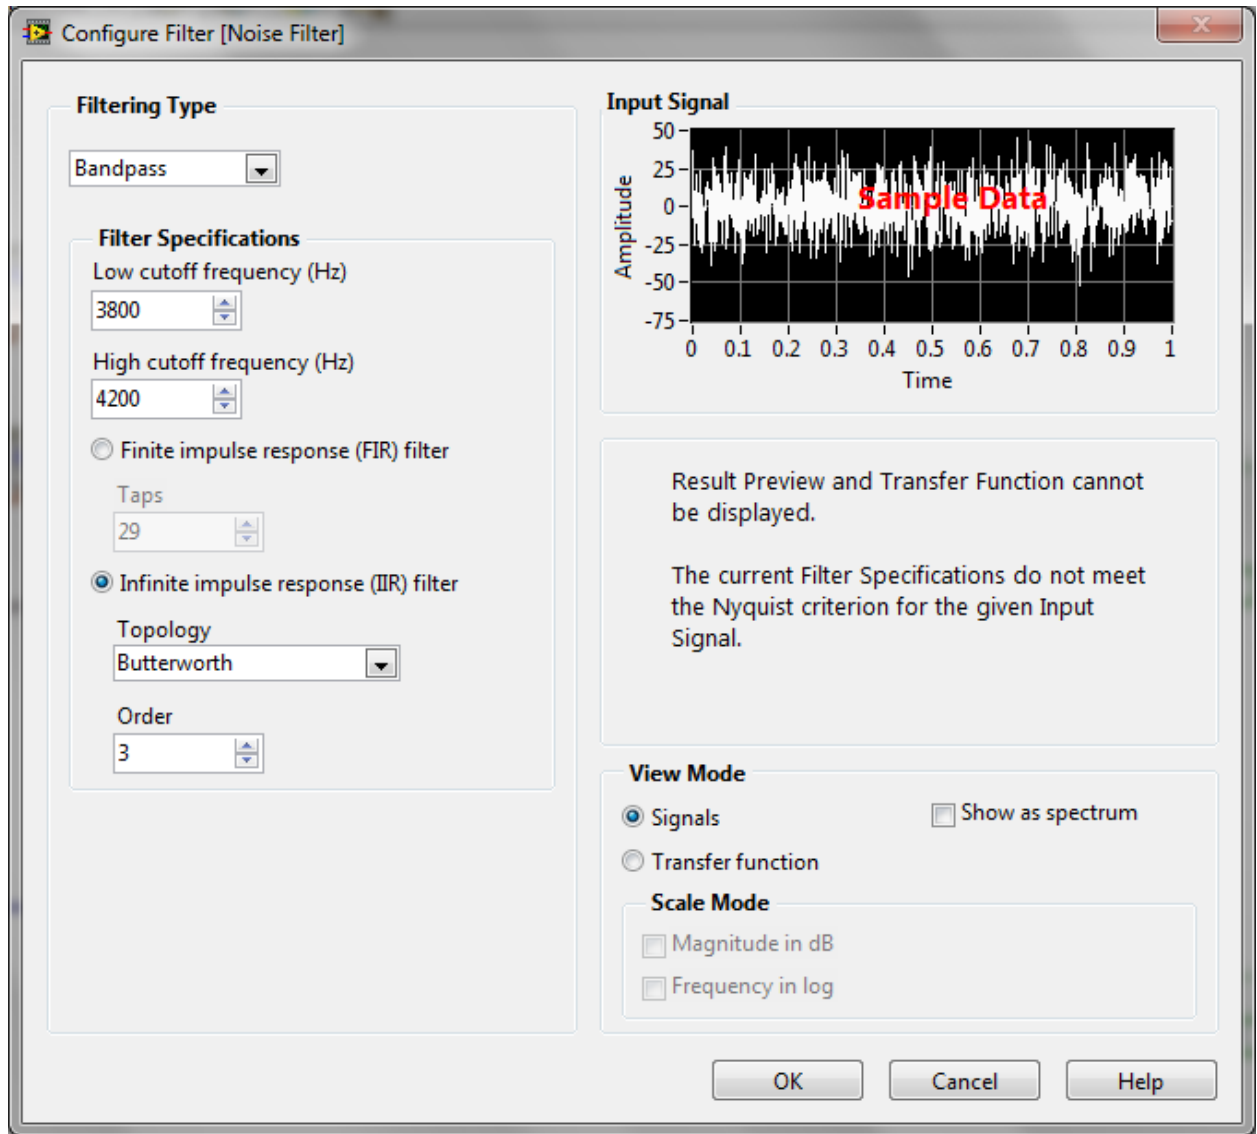 Configure Filter [Noise Filter]
Filtering Type
Bandpass
Filter Specifications
Low cutoff frequency (Hz)
3800
High cutoff frequency (Hz)
4200
Finite impulse response (FIR) filter
Taps
29
Infinite impulse response (IIR) filter
Topology
Butterworth
Order
3
Input Signal
50
25
0
-25
-50
-75
Amplitude
Sample Data
0 0.1 0.2 0.3 0.4 0.5 0.6 0.7 0.8 0.9 1
Time
Result Preview and Transfer Function cannot
be displayed.
The current Filter Specifications do not meet
the Nyquist criterion for the given Input
Signal.
View Mode
Signals
Show as spectrum
Transfer function
Scale Mode
Magnitude in dB
Frequency in log
OK
Cancel
Help